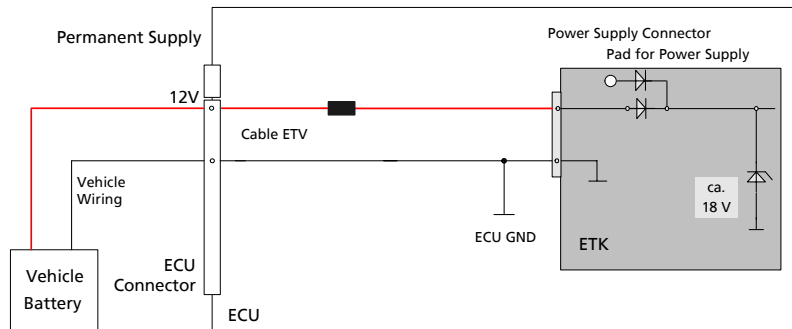 Permanent Supply
Power Supply Connector
Pad for Power Supply
12V
Cable ETV
Vehicle
Wiring
ca.
18 V
ECU GND
ETK
ECU
Connector
Vehicle
Battery
ECU